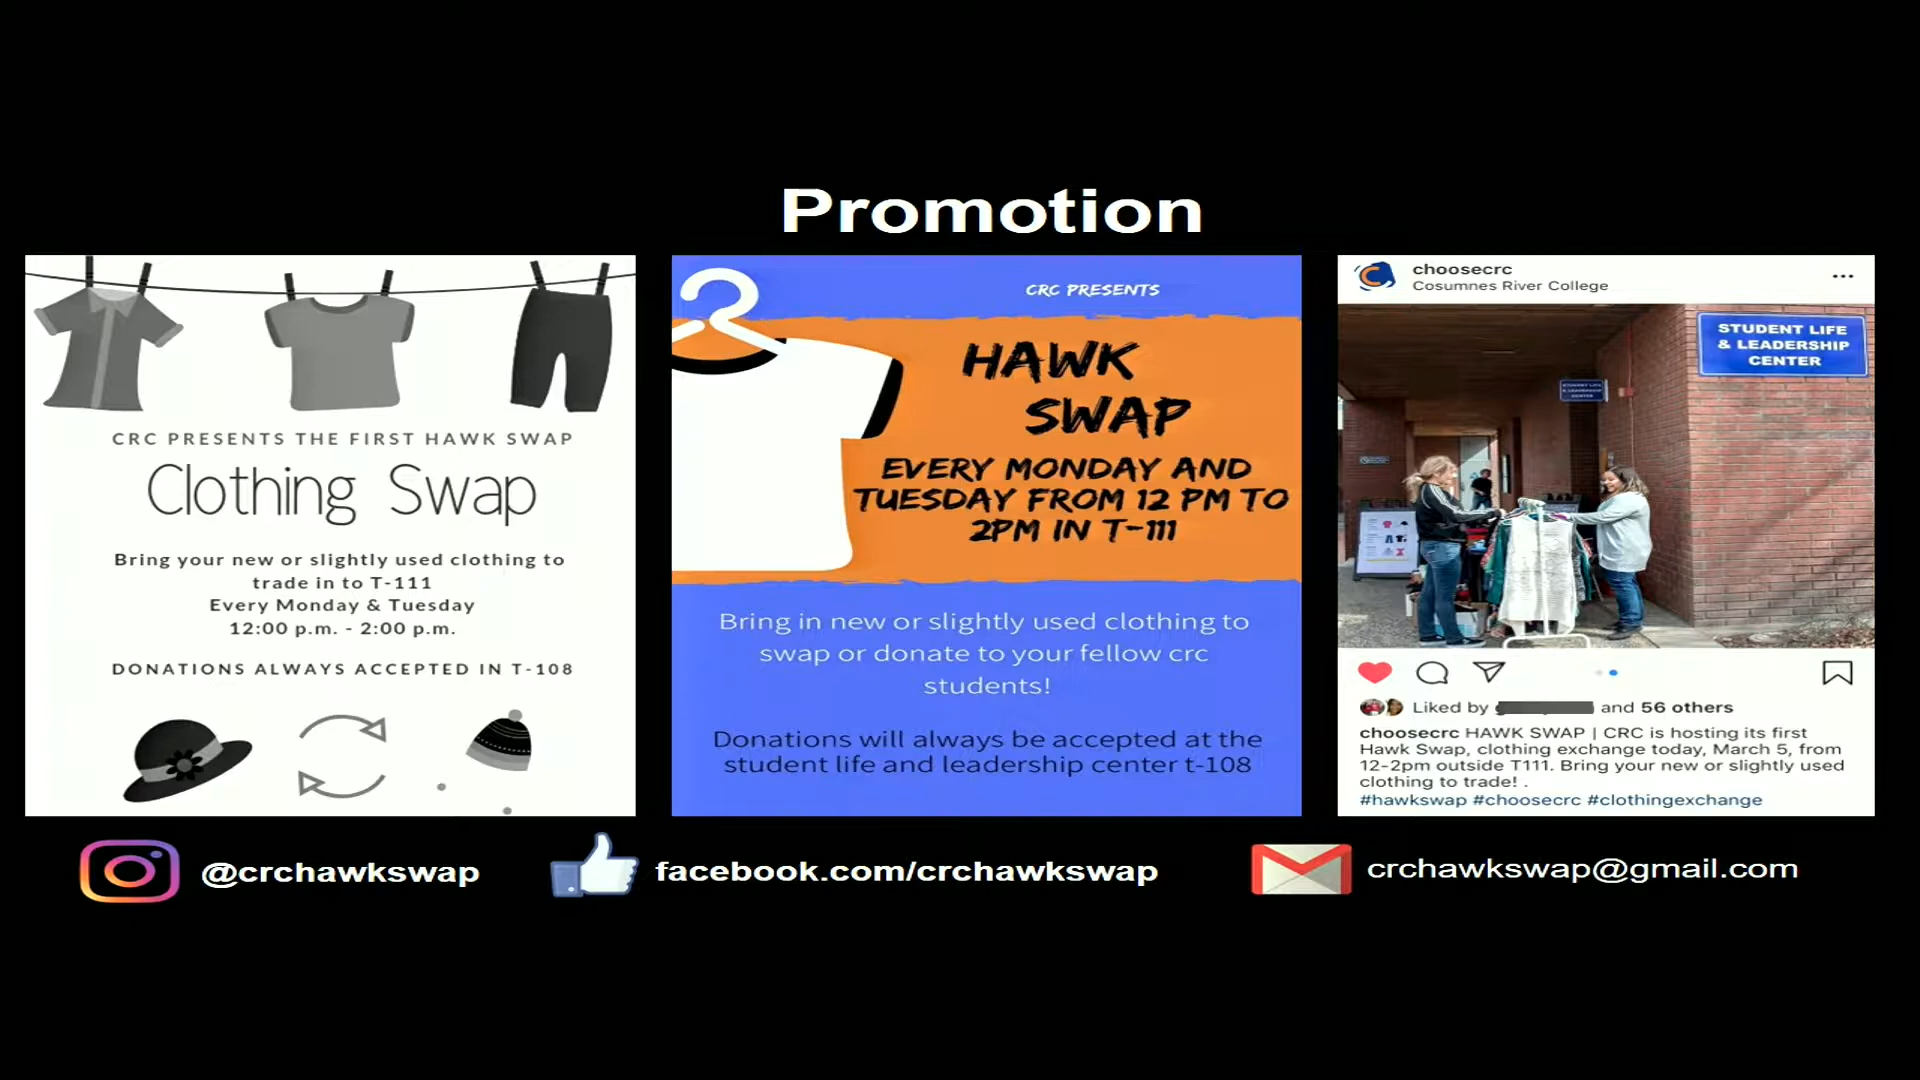 Promotion
CRC PRESENTS THE FIRST HAWK SWAP
Clothing Swap
Bring your new or slightly used clothing to
trade in to T-111
Every Monday & Tuesday
12:00 p.m. - 2:00 p.m.
DONATIONS ALWAYS ACCEPTED IN T-108
CRC PRESENTS
HAWK
SWAP
EVERY MONDAY AND
TUESDAY FROM 12 PM TO
2PM IN T-111
Bring in new or slightly used clothing to
swap or donate to your fellow crc
students!
Donations will always be accepted at the
student life and leadership center t-108
choosecrc
Cosumnes River College
STUDENT LIFE
& LEADERSHIP
CENTER
STUDENT LIFE
& LEADERSHIP
CENTER
Liked by and 56 others
choosecrc HAWK SWAP | CRC is hosting its first
Hawk Swap, clothing exchange today, March 5, from
12-2pm outside T111. Bring your new or slightly used
clothing to trade! .
#hawkswap #choosecrc #clothingexchange
@crchawkswap
facebook.com/crchawkswap
crchawkswap@gmail.com